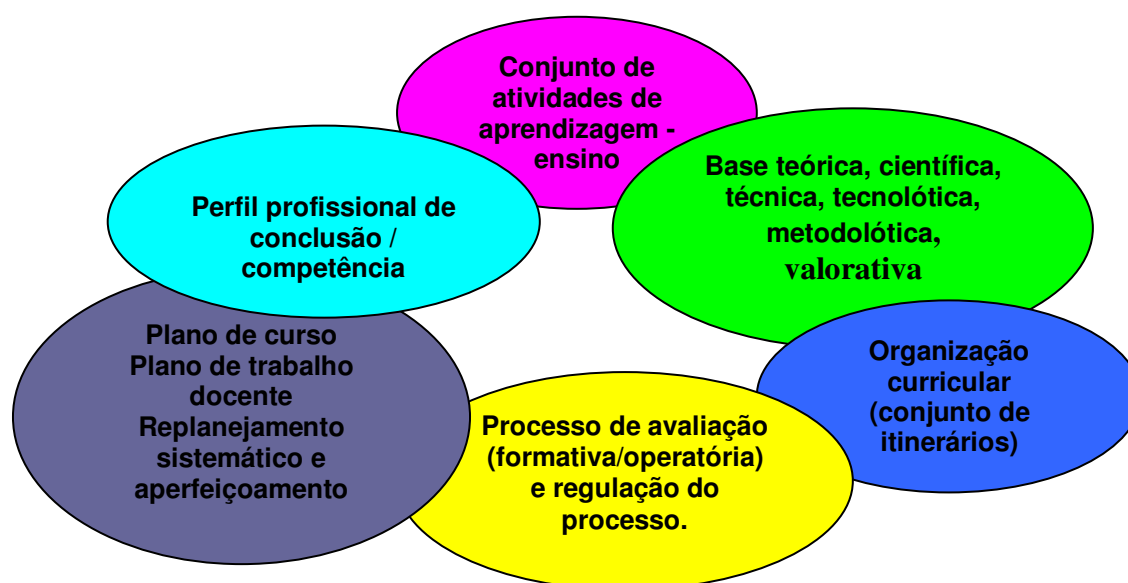 Conjunto de
atividades de
aprendizagem -
ensino
Base teórica, científica,
técnica, tecnolótica,
metodolótica,
valorativa
Perfil profissional de
conclusão /
competência
Plano de curso
Plano de trabalho
docente
Replanejamento
sistemático e
aperfeiçoamento
Processo de avaliação
(formativa/operatória)
e regulação do
processo.
Organização
curricular
(conjunto de
itinerários)